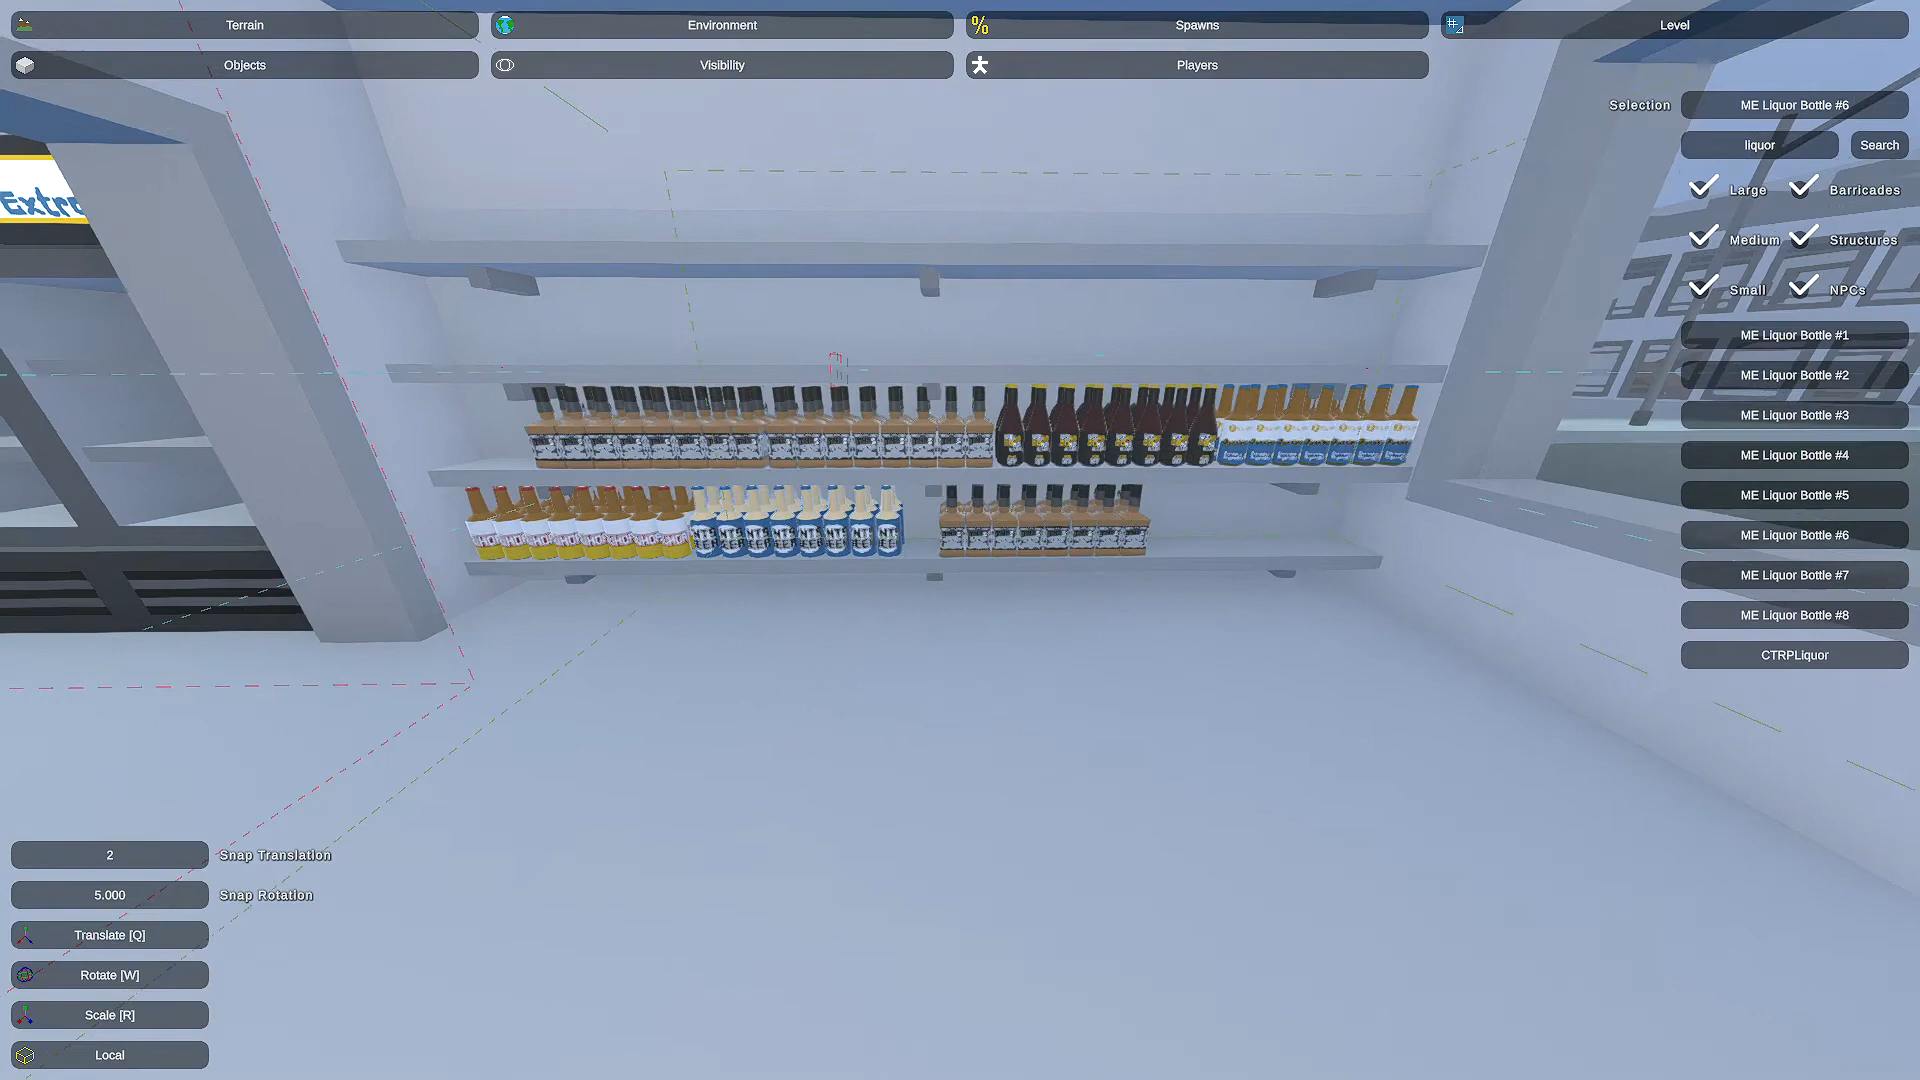 Terrain
Environment
Spawns
Level
Objects
Visibility
Players
Selection
ME Liquor Bottle #6
liquor
Search
Large
Barricades
Medium
Structures
Small
NPCs
ME Liquor Bottle #1
ME Liquor Bottle #2
ME Liquor Bottle #3
ME Liquor Bottle #4
ME Liquor Bottle #5
ME Liquor Bottle #6
ME Liquor Bottle #7
ME Liquor Bottle #8
CTRPLiquor
Extra
2
Snap Translation
5.000
Snap Rotation
Translate [Q]
Rotate [W]
Scale [R]
Local